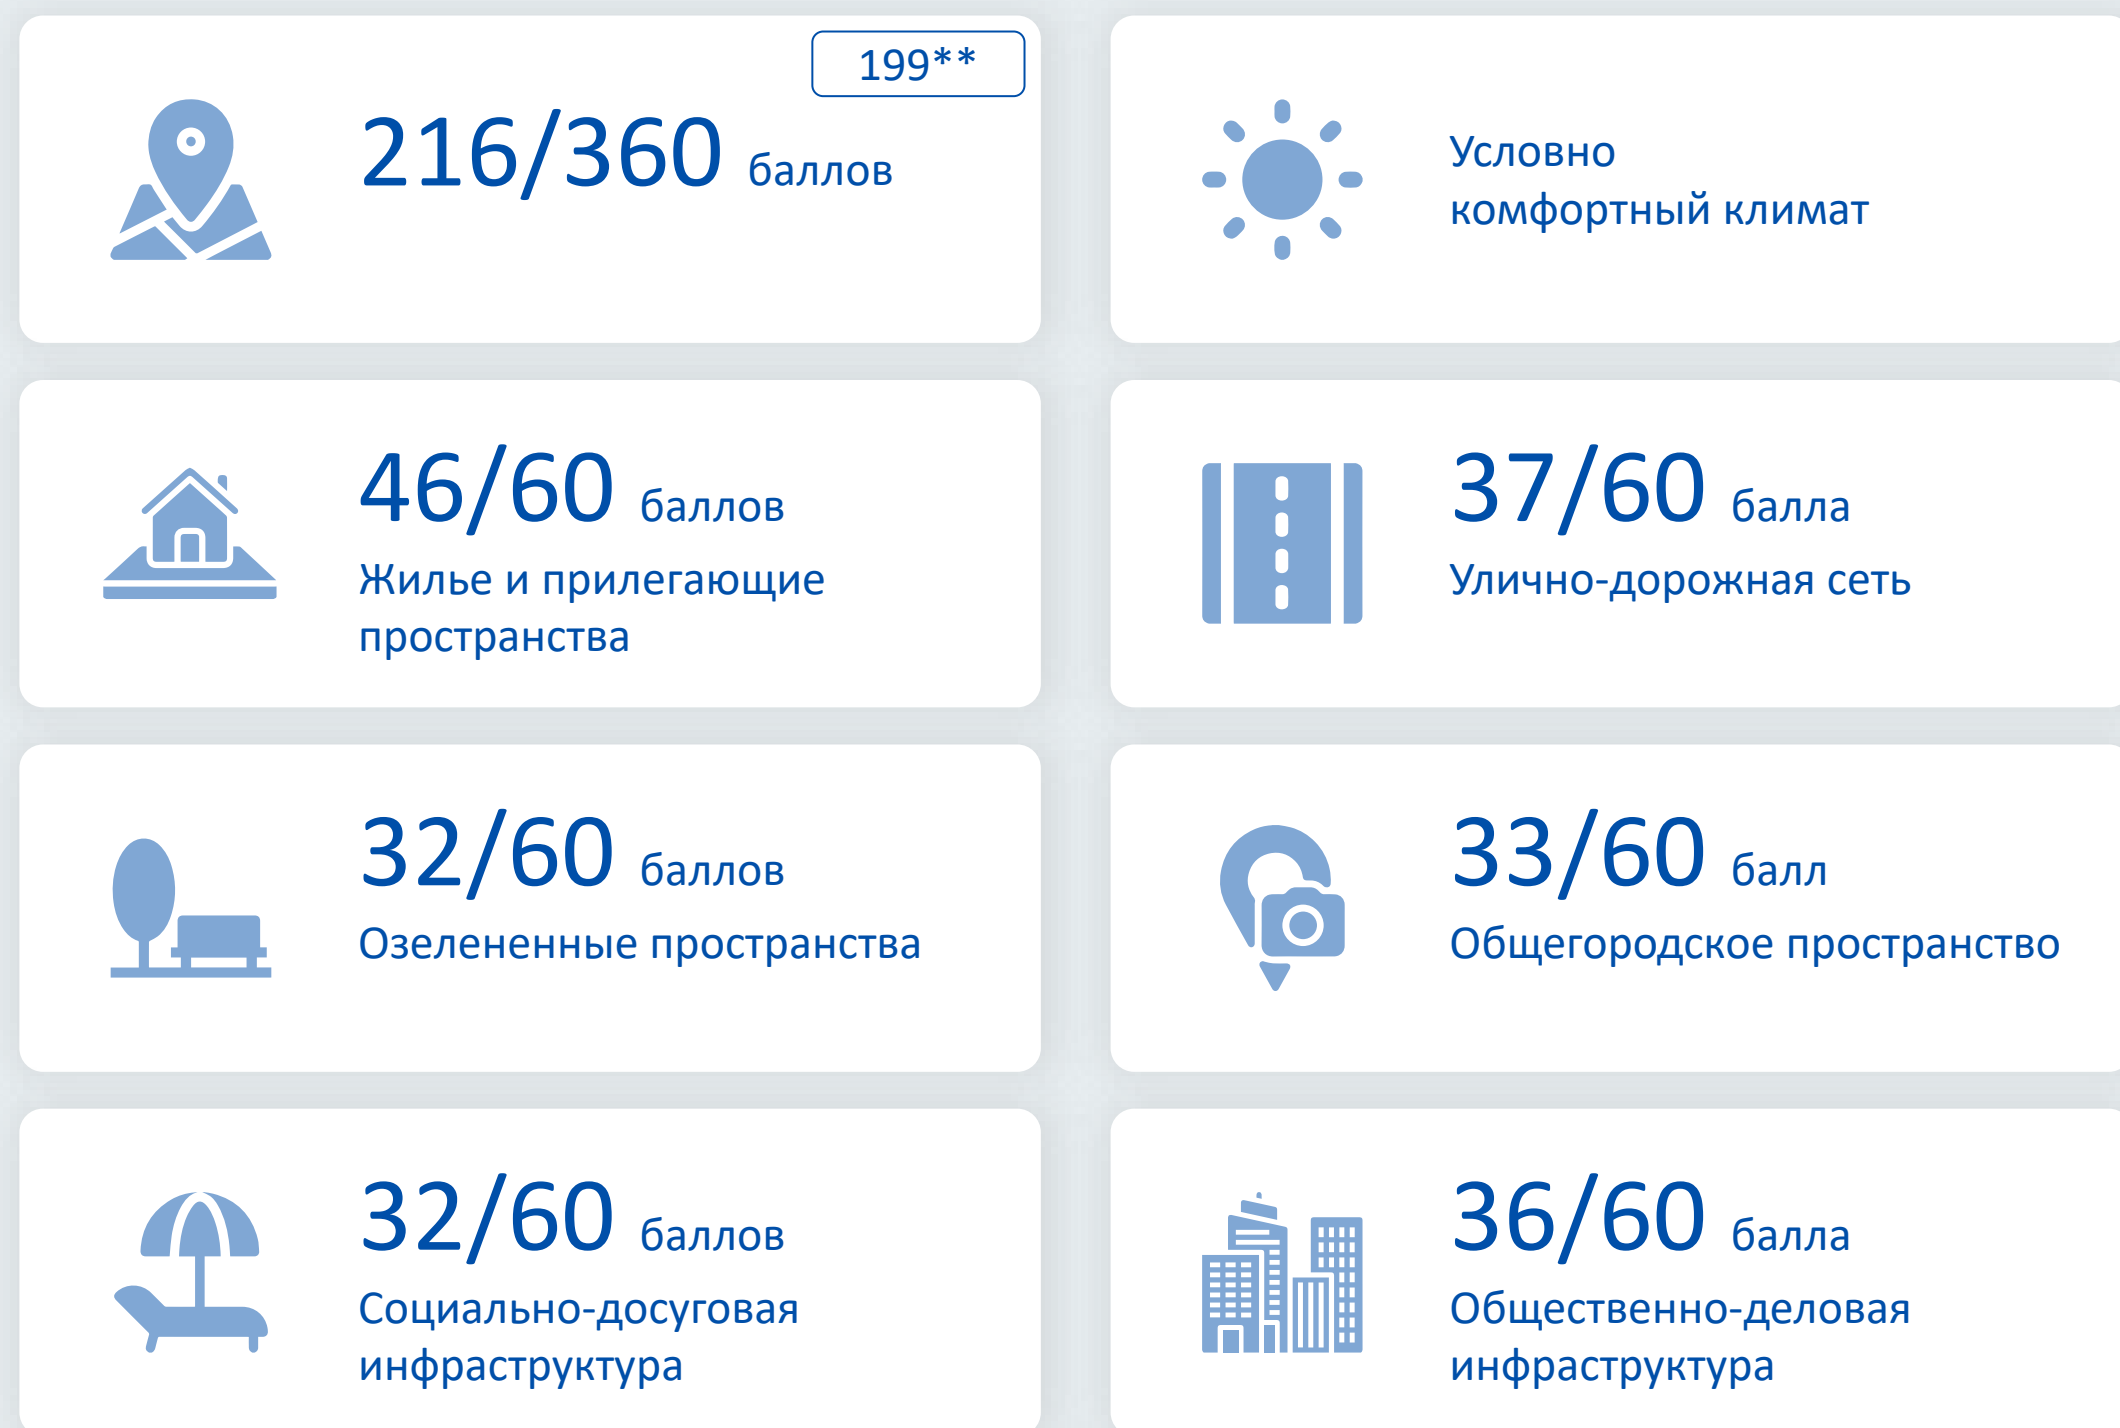 199**
216/360 баллов
Условно
комфортный климат
46/60 баллов
Жилье и прилегающие
пространства
37/60 балла
Улично-дорожная сеть
32/60 баллов
Озелененные пространства
33/60 балл
Общегородское пространство
32/60 баллов
Социально-досуговая
инфраструктура
36/60 балла
Общественно-деловая
инфраструктура